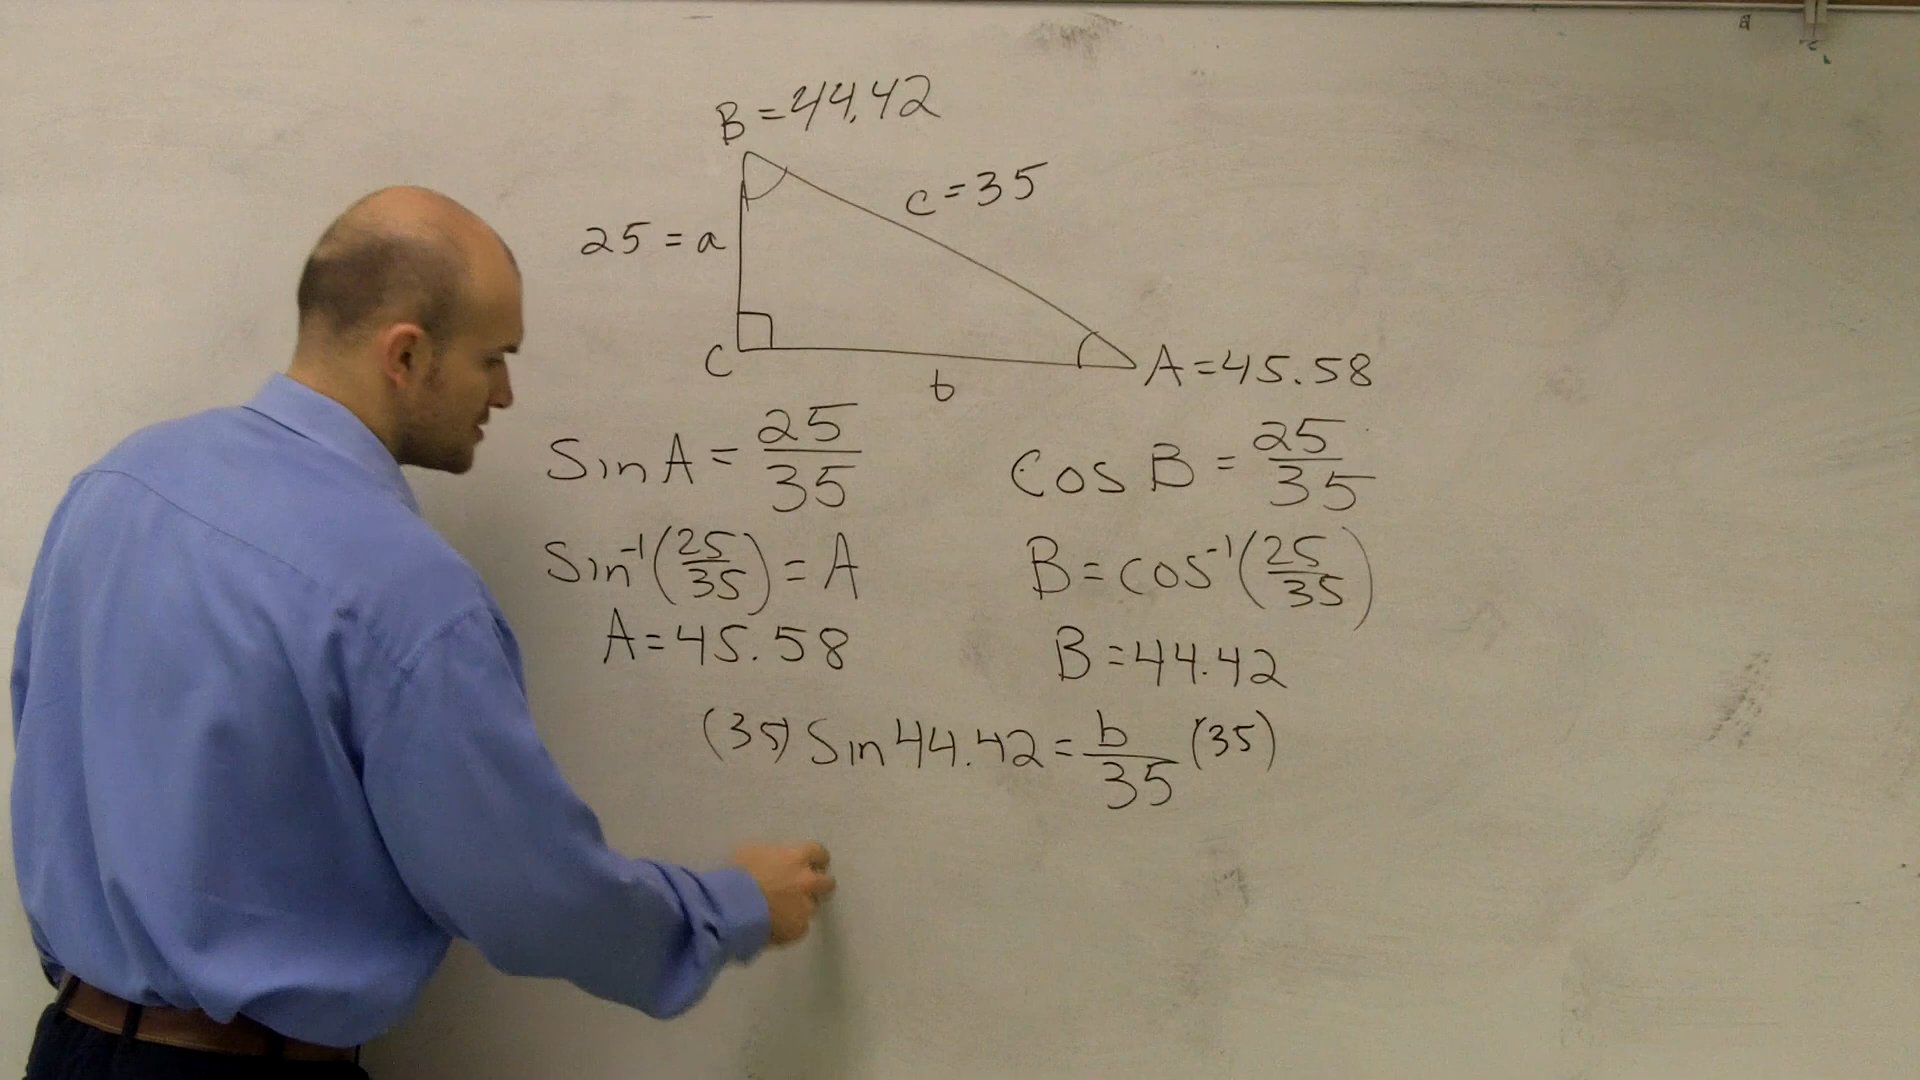 B = 44.42
c = 35
25 = a
C
b
A = 45.58
Sin A = 25/35
cos B = 25/35
Sin⁻¹(25/35) = A
B = cos⁻¹(25/35)
A = 45.58
B = 44.42
(35) Sin 44.42 = b/35 (35)